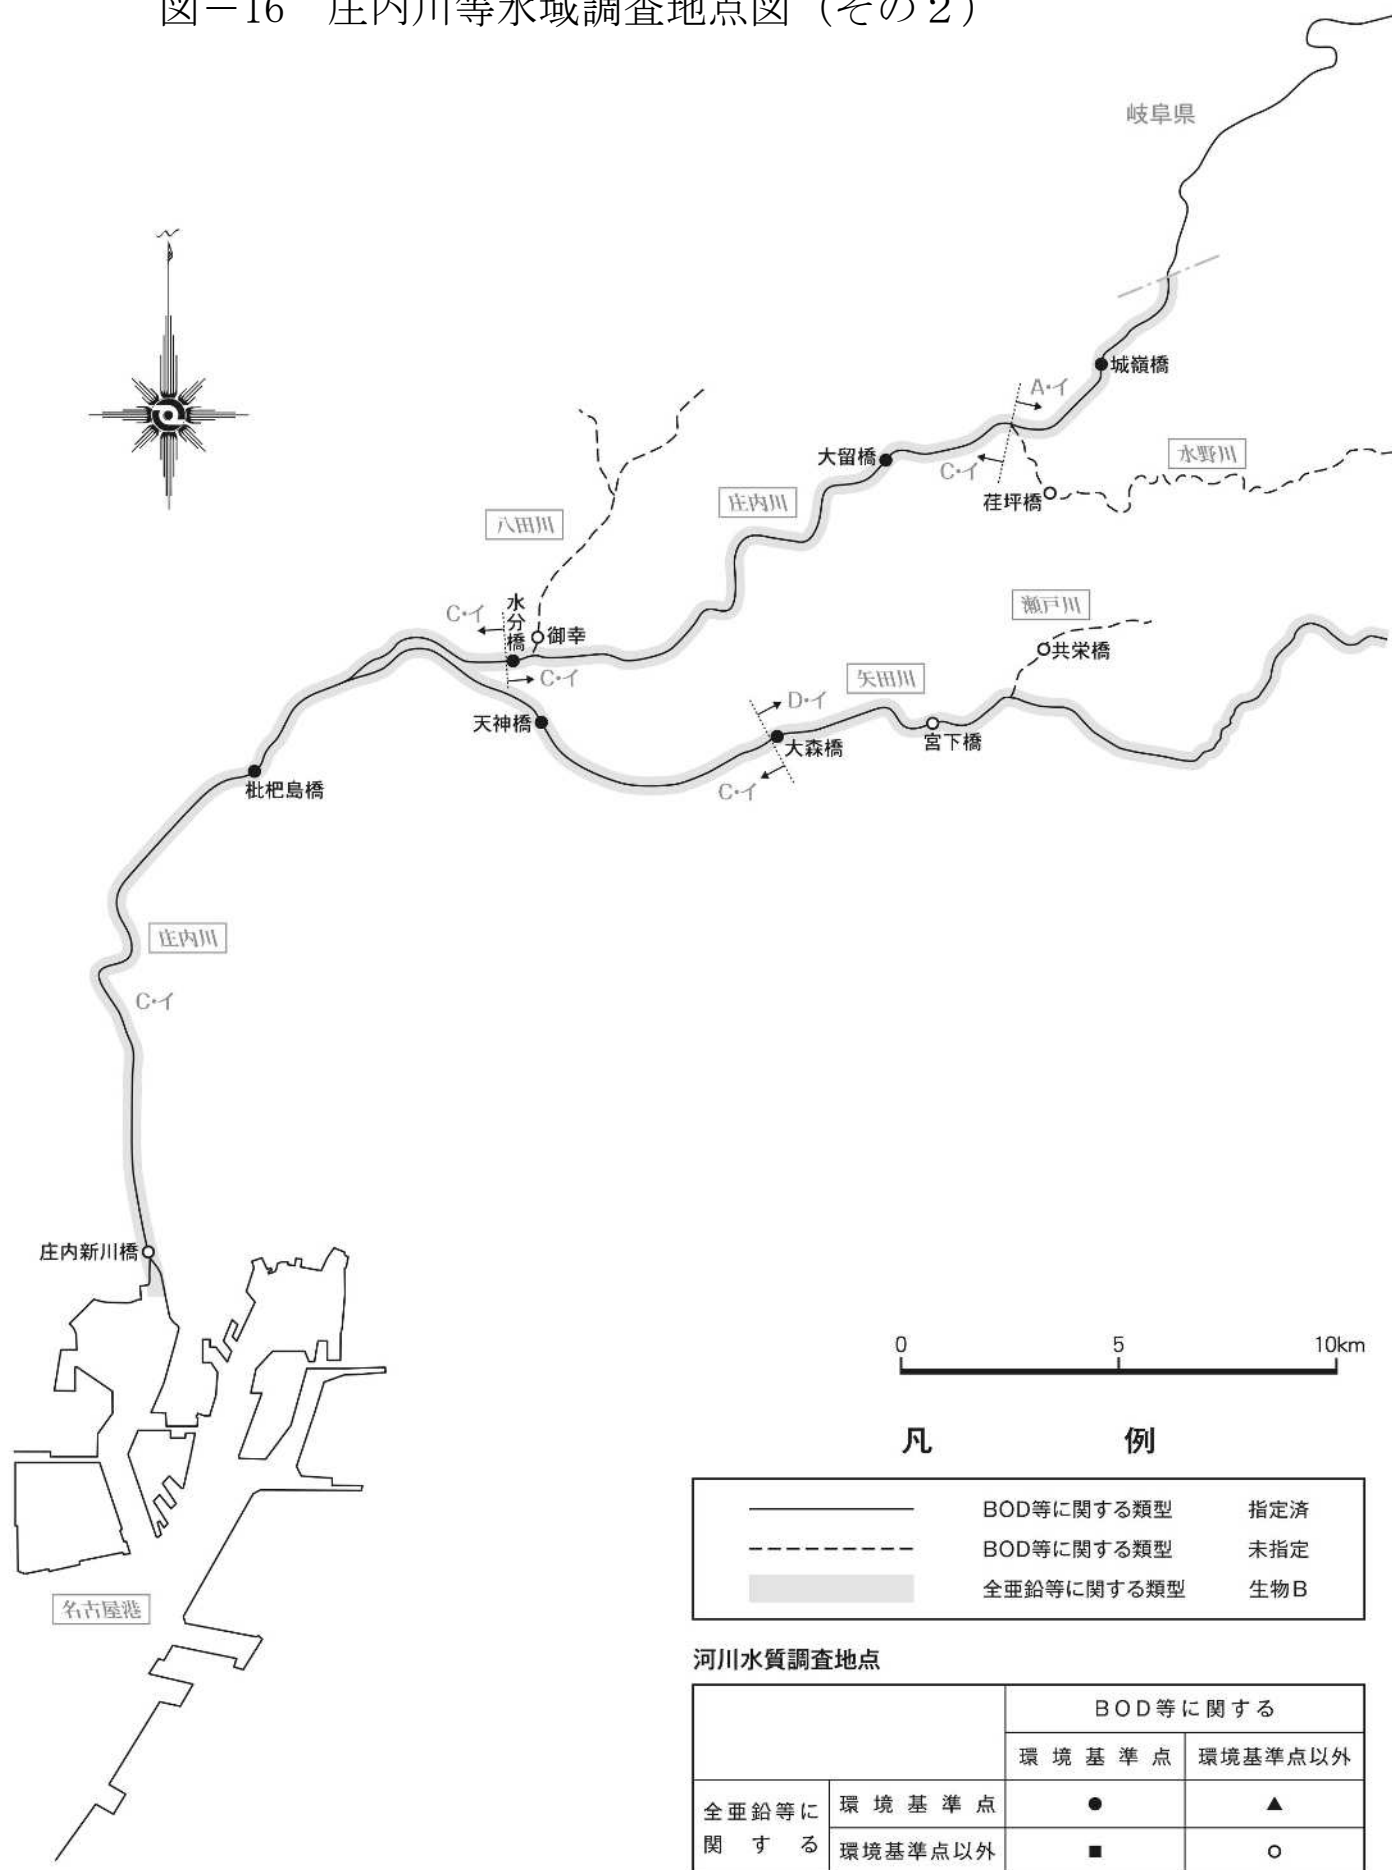 図－16　庄内川等水域調査地点図（その２）
岐阜県
城嶺橋
A・イ
大留橋
C・イ
水野川
荏坪橋
庄内川
八田川
水分橋
C・イ
御幸
C・イ
瀬戸川
共栄橋
矢田川
D・イ
天神橋
大森橋
宮下橋
C・イ
枇杷島橋
庄内川
C・イ
庄内新川橋
名古屋港
0 5 10km
凡 例
BOD等に関する類型 指定済
BOD等に関する類型 未指定
全亜鉛等に関する類型 生物B
河川水質調査地点
BOD等に関する
環境基準点 環境基準点以外
全亜鉛等に関する
環境基準点 ● ▲
環境基準点以外 ■ ○